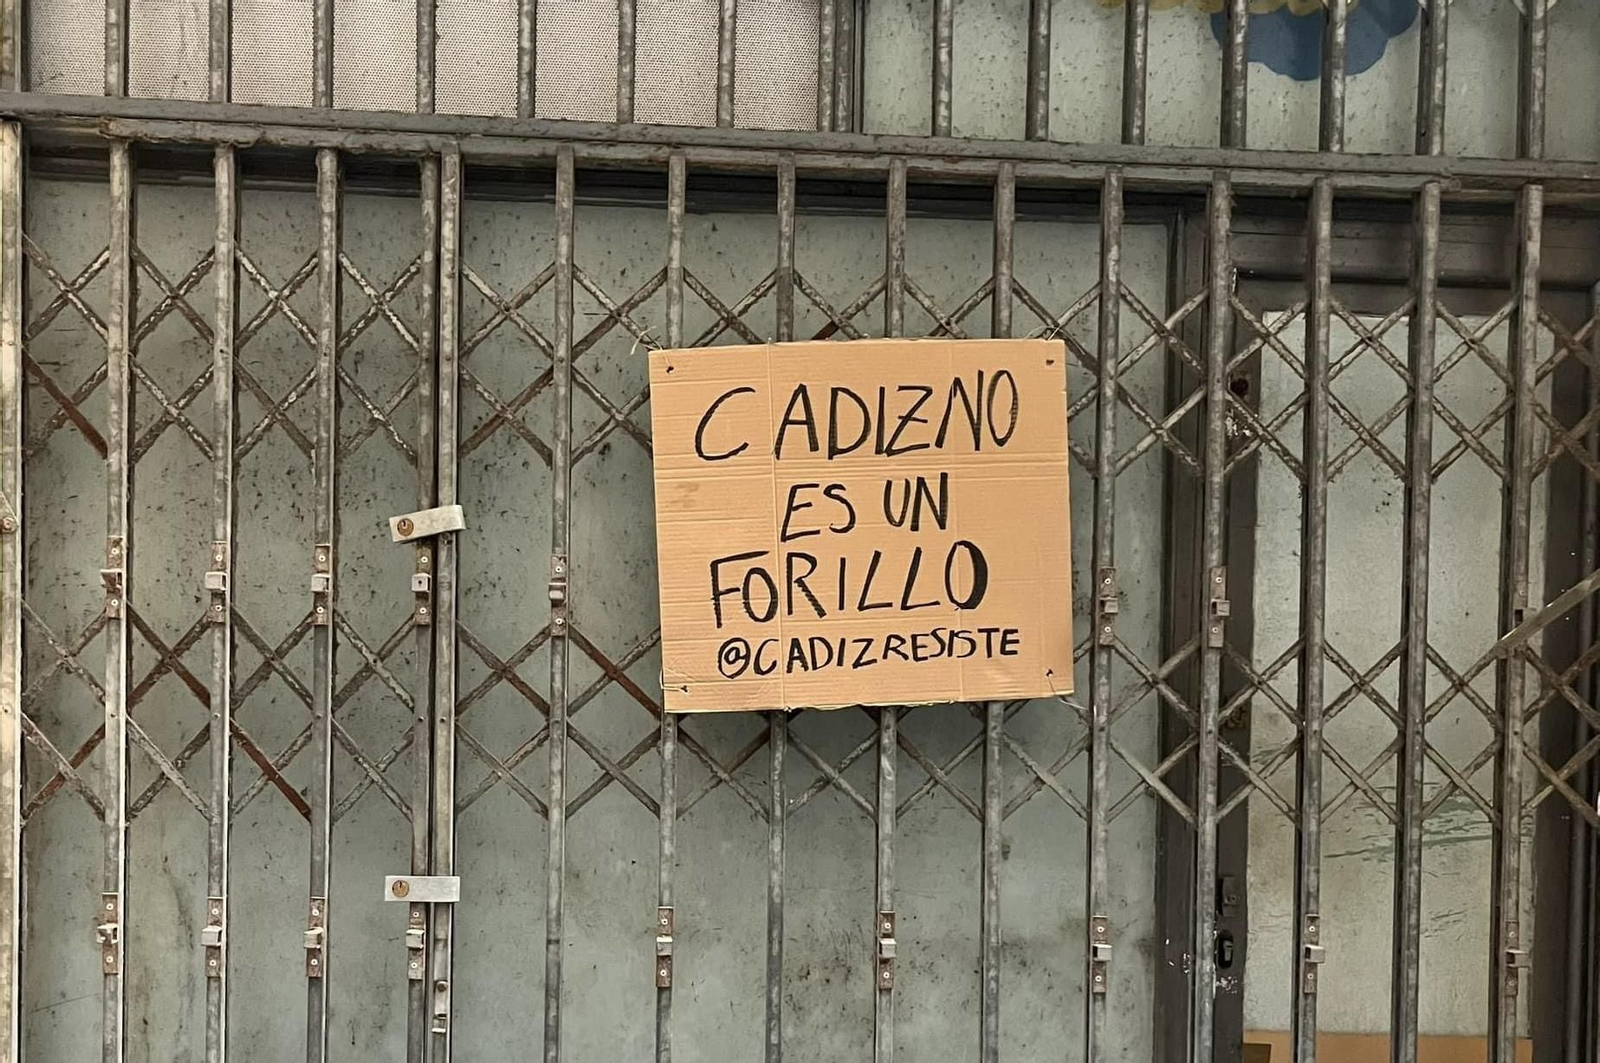 CADIZ NO
ES UN
FORILLO
@CADIZRESISTE